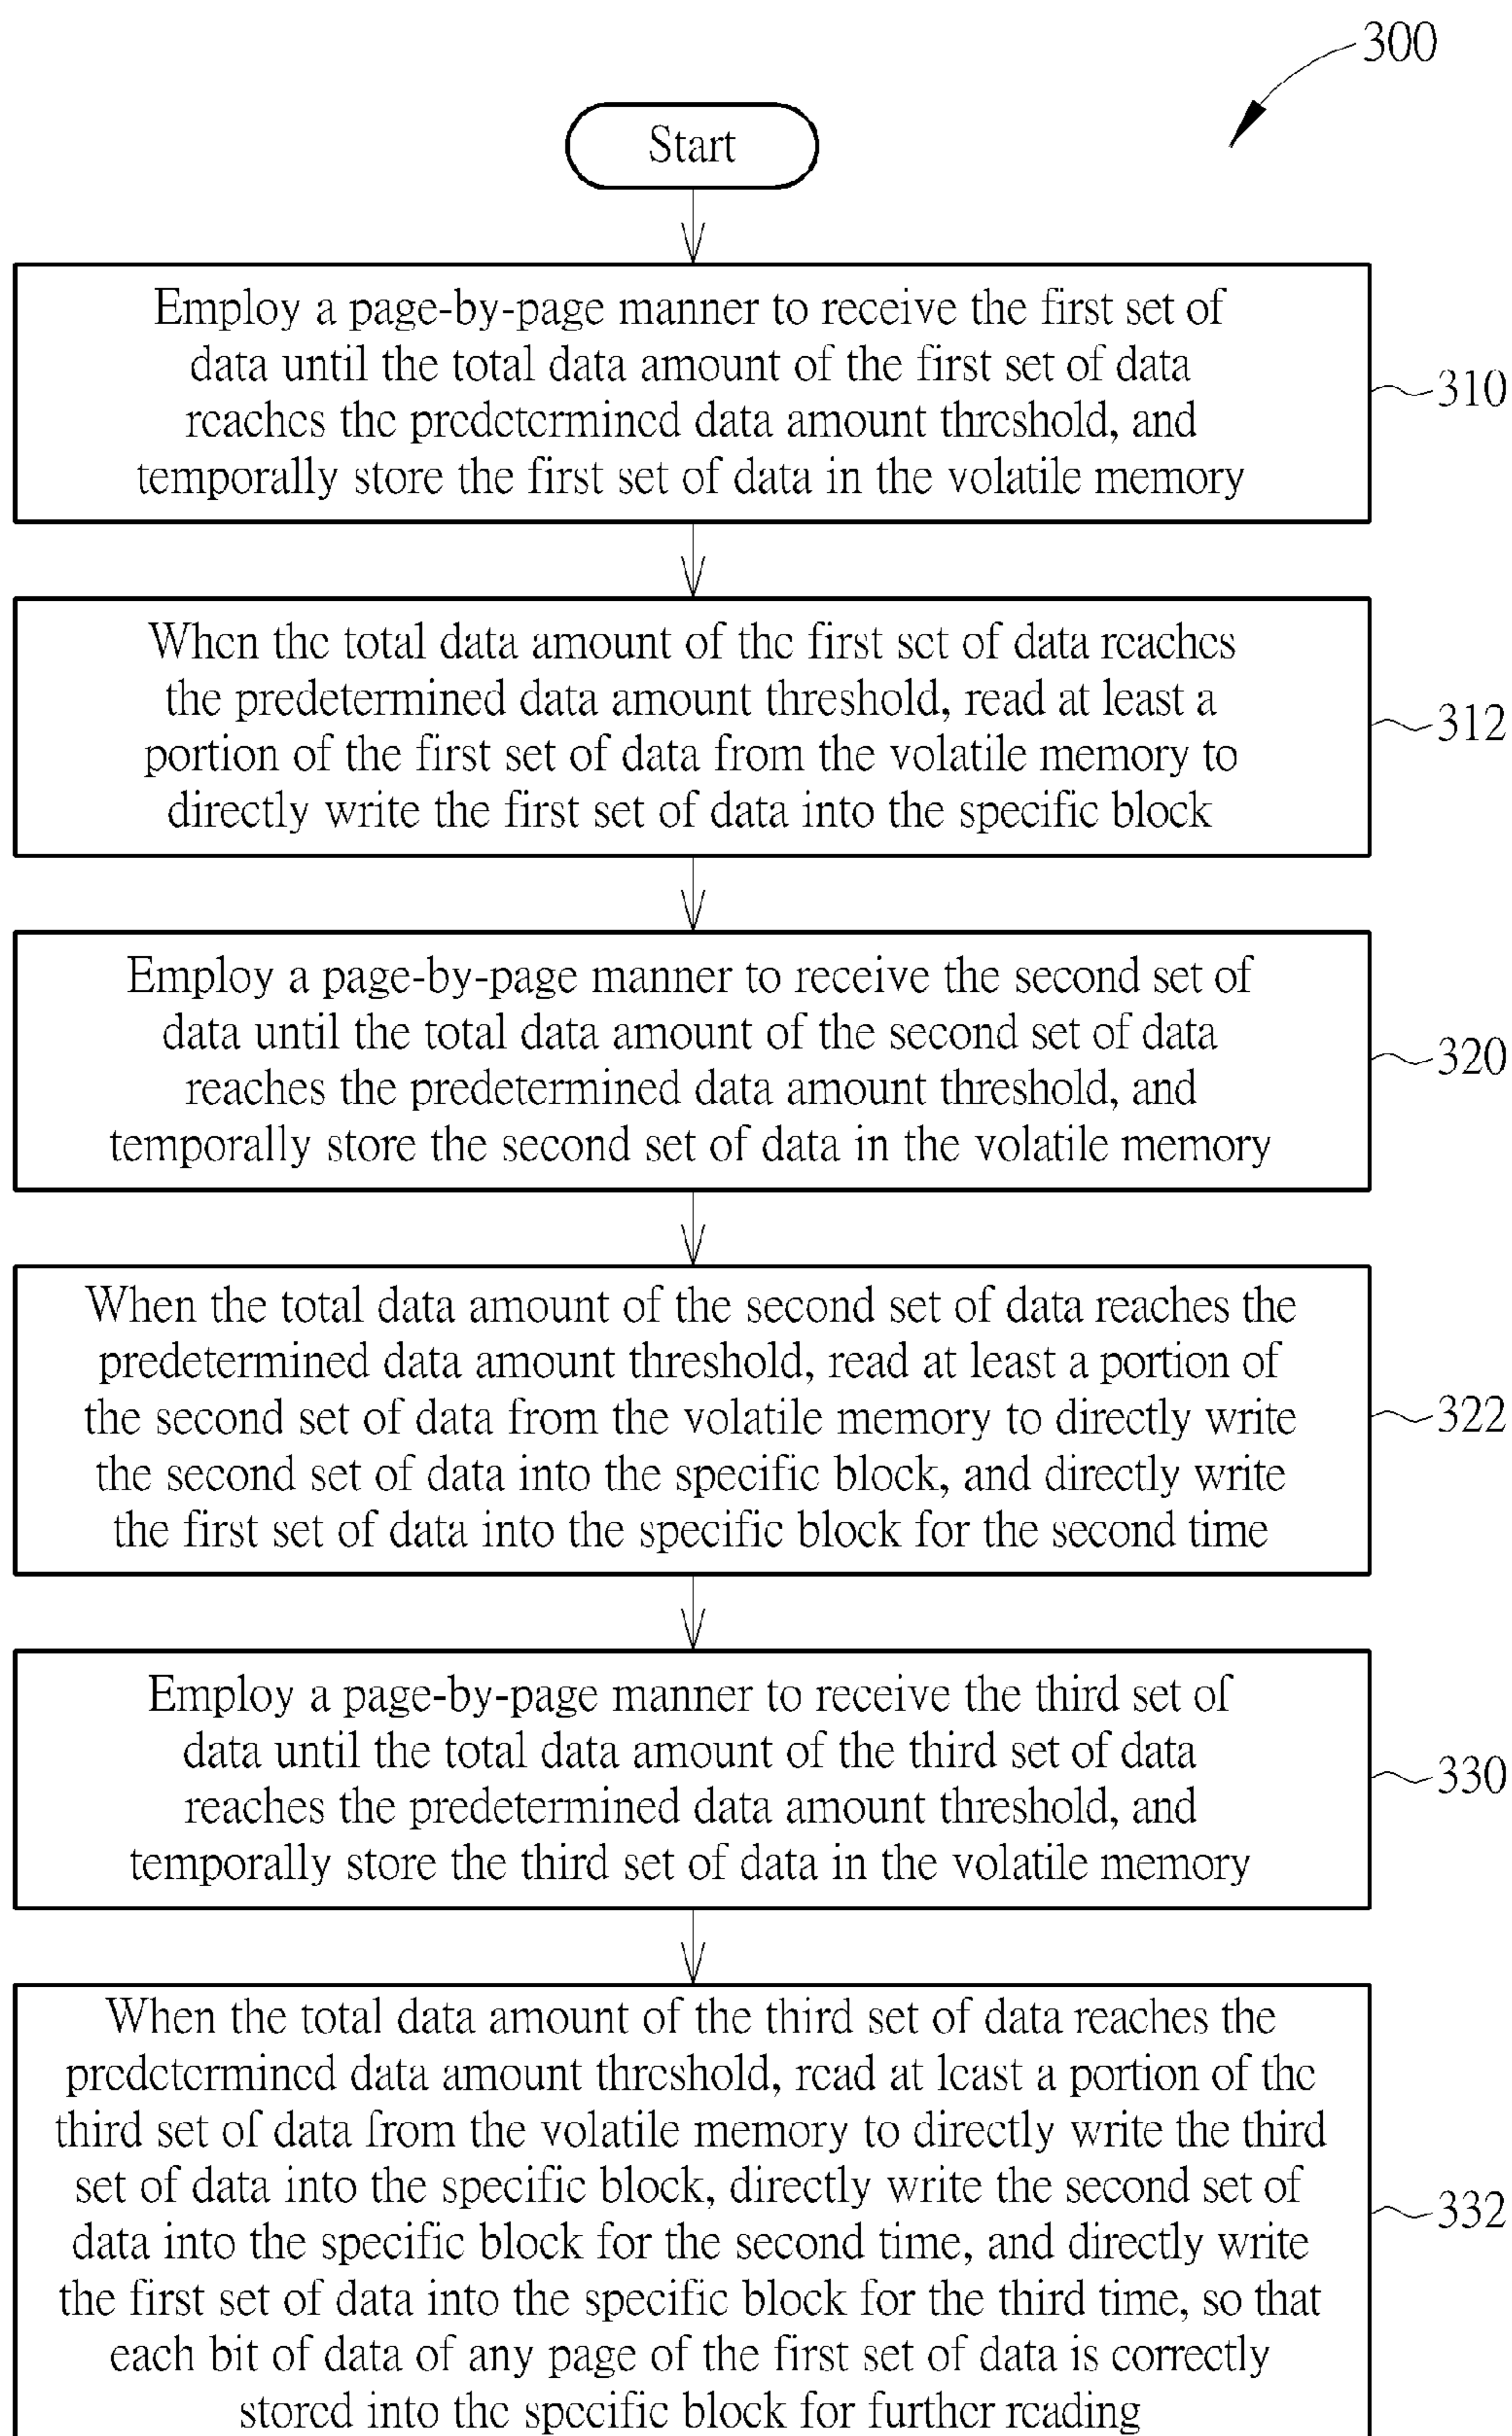 300
Start
Employ a page-by-page manner to receive the first set of
data until the total data amount of the first set of data
reaches the predetermined data amount threshold, and
temporally store the first set of data in the volatile memory
310
When the total data amount of the first set of data reaches
the predetermined data amount threshold, read at least a
portion of the first set of data from the volatile memory to
directly write the first set of data into the specific block
312
Employ a page-by-page manner to receive the second set of
data until the total data amount of the second set of data
reaches the predetermined data amount threshold, and
temporally store the second set of data in the volatile memory
320
When the total data amount of the second set of data reaches the
predetermined data amount threshold, read at least a portion of
the second set of data from the volatile memory to directly write
the second set of data into the specific block, and directly write
the first set of data into the specific block for the second time
322
Employ a page-by-page manner to receive the third set of
data until the total data amount of the third set of data
reaches the predetermined data amount threshold, and
temporally store the third set of data in the volatile memory
330
When the total data amount of the third set of data reaches the
predetermined data amount threshold, read at least a portion of the
third set of data from the volatile memory to directly write the third
set of data into the specific block, directly write the second set of
data into the specific block for the second time, and directly write
the first set of data into the specific block for the third time, so that
each bit of data of any page of the first set of data is correctly
stored into the specific block for further reading
332